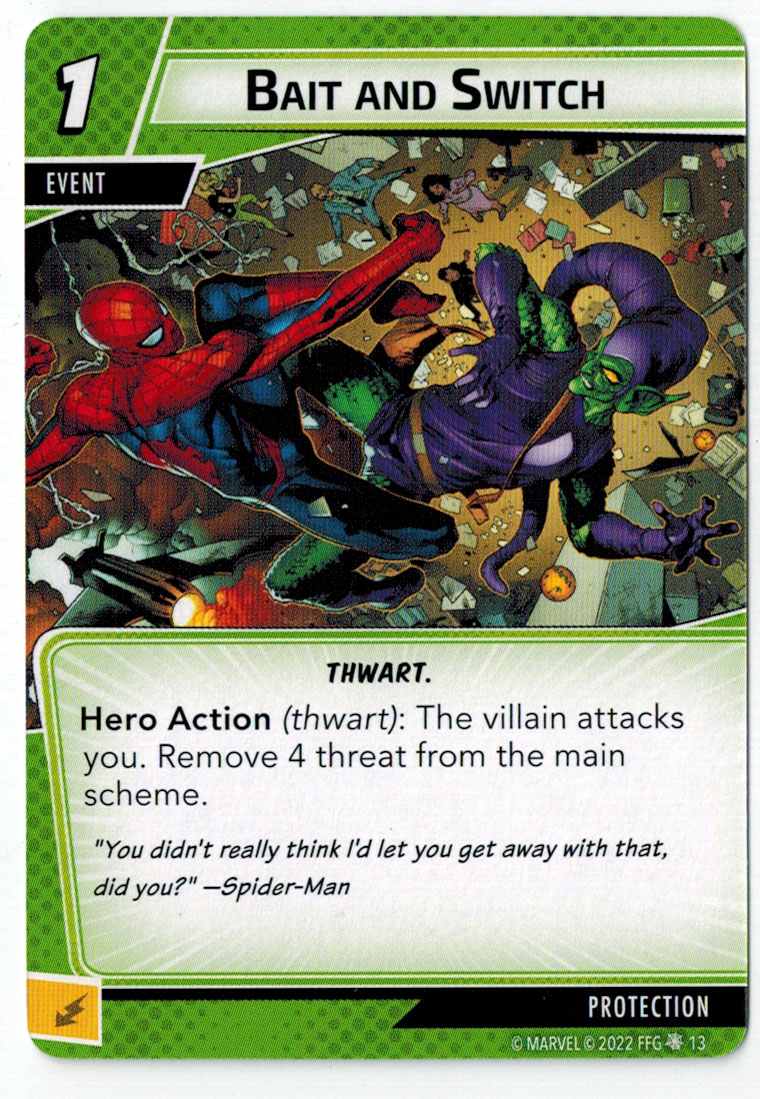 1
BAIT AND SWITCH
EVENT
THWART.
Hero Action (thwart): The villain attacks
you. Remove 4 threat from the main
scheme.
"You didn't really think I'd let you get away with that,
did you?" —Spider-Man
PROTECTION
© MARVEL © 2022 FFG 13